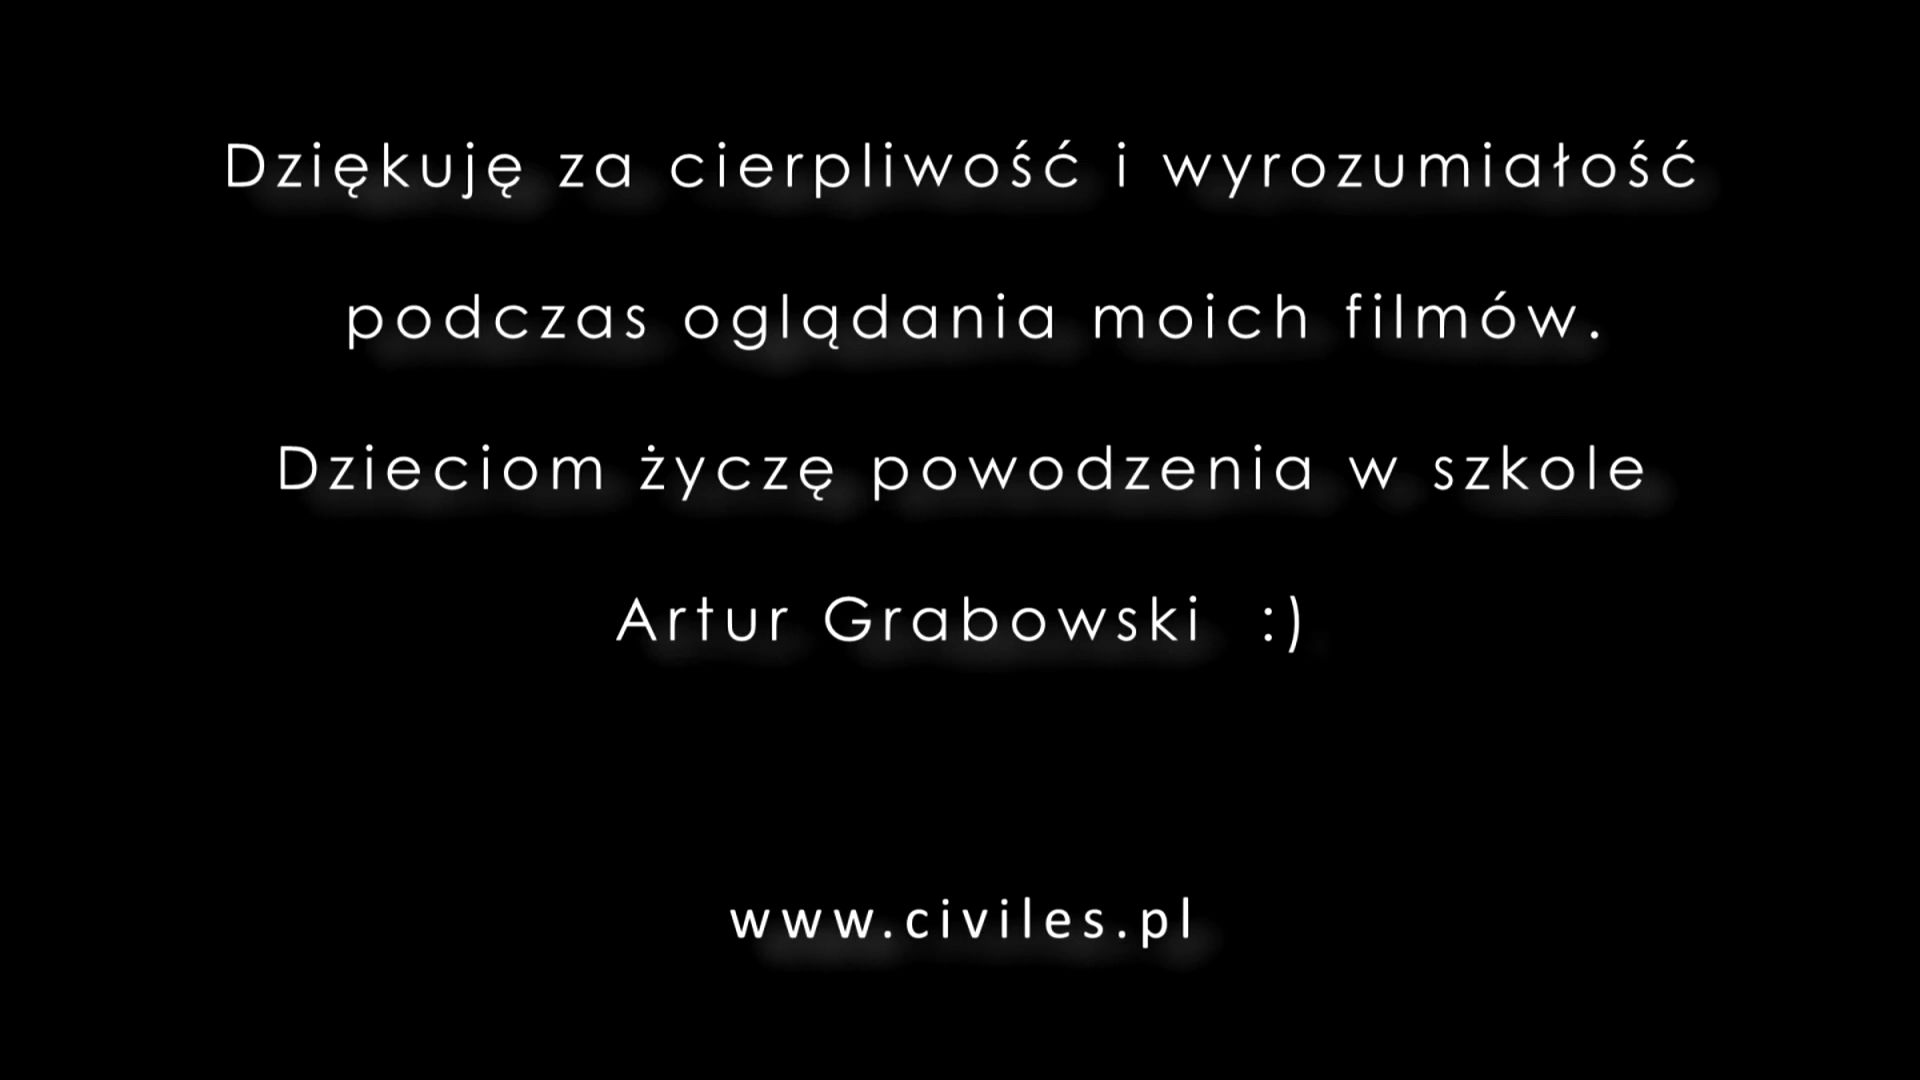 Dziękuję za cierpliwość i wyrozumiałość
podczas oglądania moich filmów.
Dzieciom życzę powodzenia w szkole
Artur Grabowski :)
www.civiles.pl